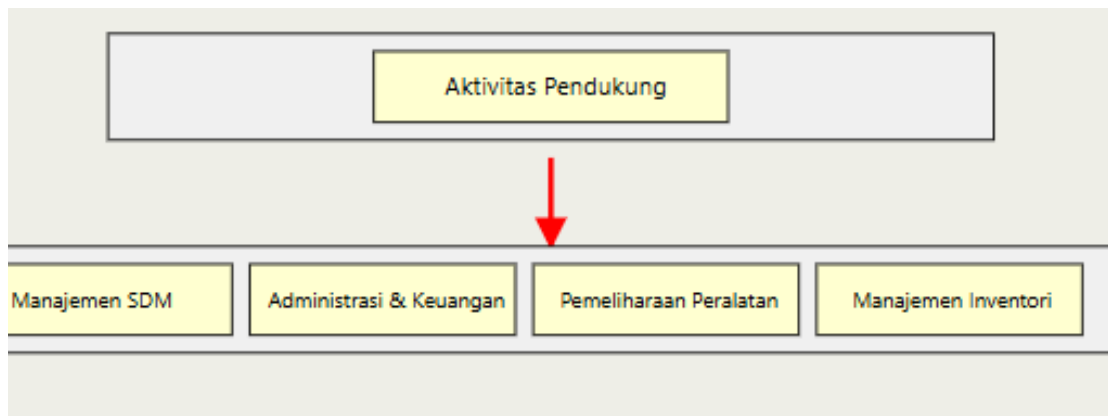 Aktivitas Pendukung
Manajemen SDM
Administrasi & Keuangan
Pemeliharaan Peralatan
Manajemen Inventori